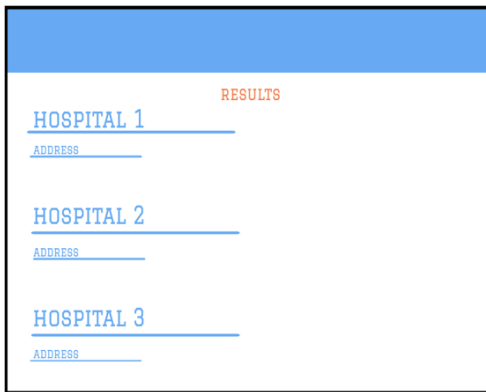 RESULTS
HOSPITAL 1
ADDRESS
HOSPITAL 2
ADDRESS
HOSPITAL 3
ADDRESS